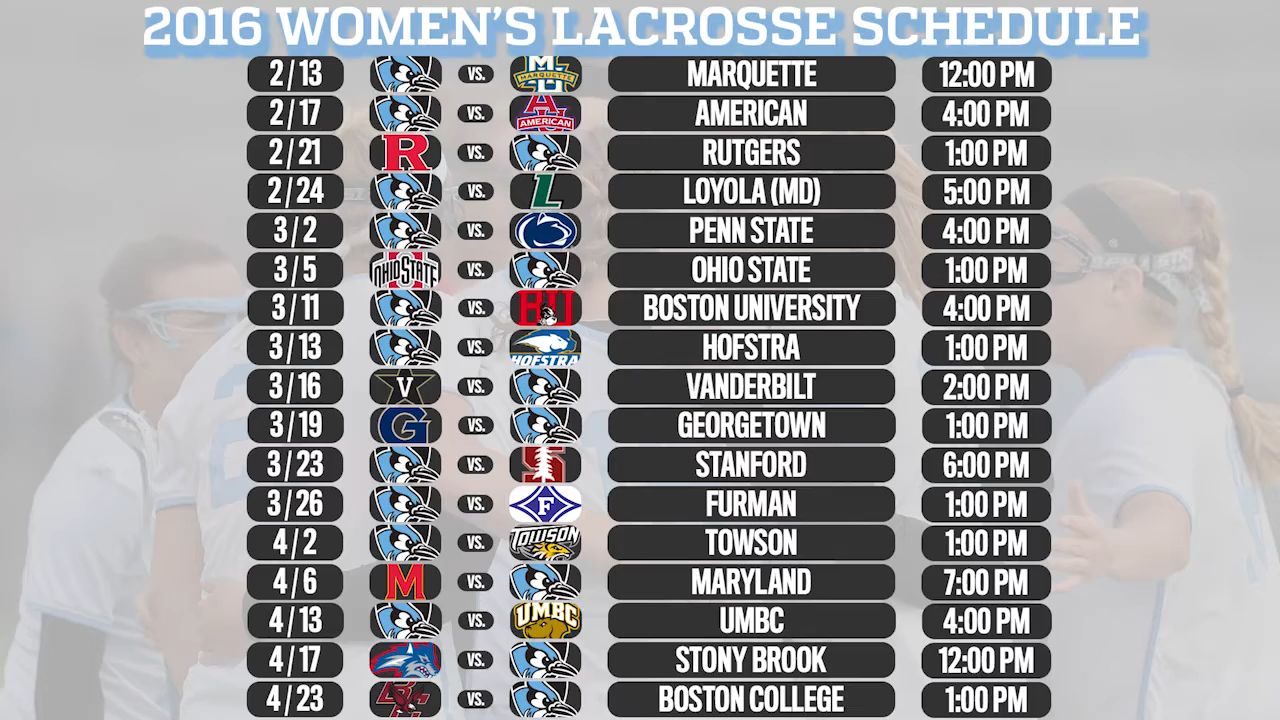 2016 WOMEN'S LACROSSE SCHEDULE
2/13 VS. MU MARQUETTE MARQUETTE 12:00 PM
2/17 VS. AU AMERICAN AMERICAN 4:00 PM
2/21 R VS. RUTGERS 1:00 PM
2/24 VS. L LOYOLA (MD) 5:00 PM
3/2 VS. PENN STATE 4:00 PM
3/5 OHIO STATE VS. OHIO STATE 1:00 PM
3/11 VS. BU BOSTON UNIVERSITY 4:00 PM
3/13 VS. HOFSTRA HOFSTRA 1:00 PM
3/16 V VS. VANDERBILT 2:00 PM
3/19 G VS. GEORGETOWN 1:00 PM
3/23 VS. S STANFORD 6:00 PM
3/26 VS. F FURMAN 1:00 PM
4/2 VS. TOWSON TOWSON 1:00 PM
4/6 M VS. MARYLAND 7:00 PM
4/13 VS. UMBC UMBC 4:00 PM
4/17 VS. STONY BROOK 12:00 PM
4/23 BC VS. BOSTON COLLEGE 1:00 PM